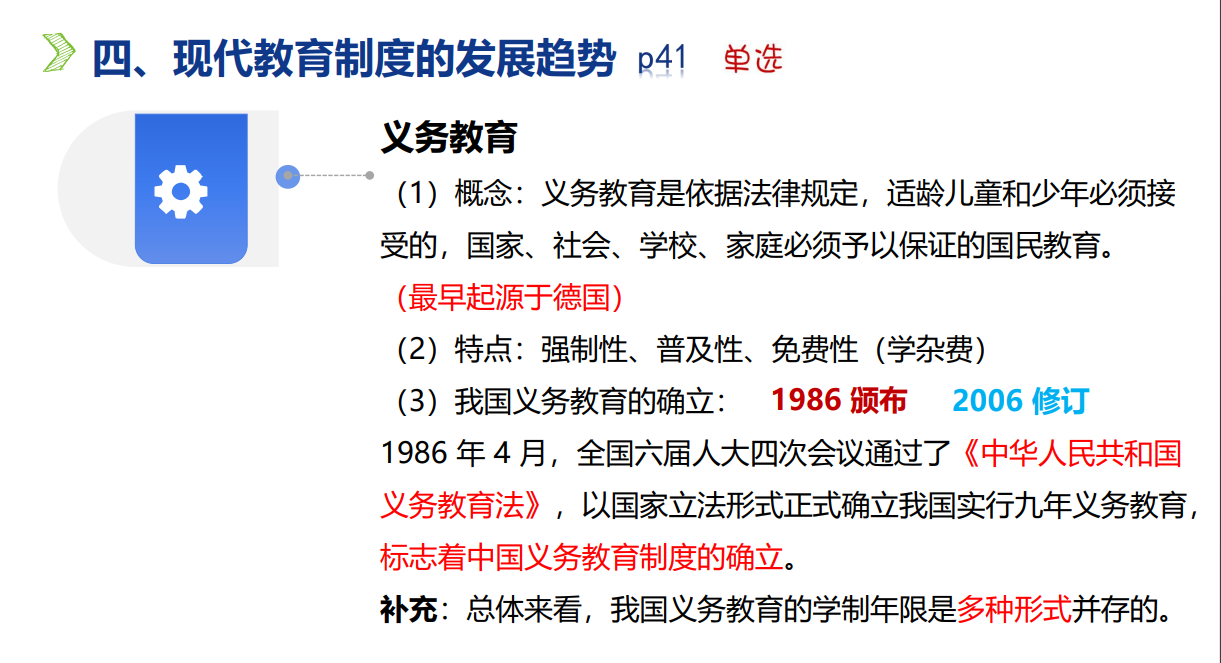 四、现代教育制度的发展趋势 p41 单选
义务教育
（1）概念：义务教育是依据法律规定，适龄儿童和少年必须接
受的，国家、社会、学校、家庭必须予以保证的国民教育。
（最早起源于德国）
（2）特点：强制性、普及性、免费性（学杂费）
（3）我国义务教育的确立： 1986 颁布 2006 修订
1986 年 4 月，全国六届人大四次会议通过了《中华人民共和国
义务教育法》，以国家立法形式正式确立我国实行九年义务教育，
标志着中国义务教育制度的确立。
补充：总体来看，我国义务教育的学制年限是多种形式并存的。